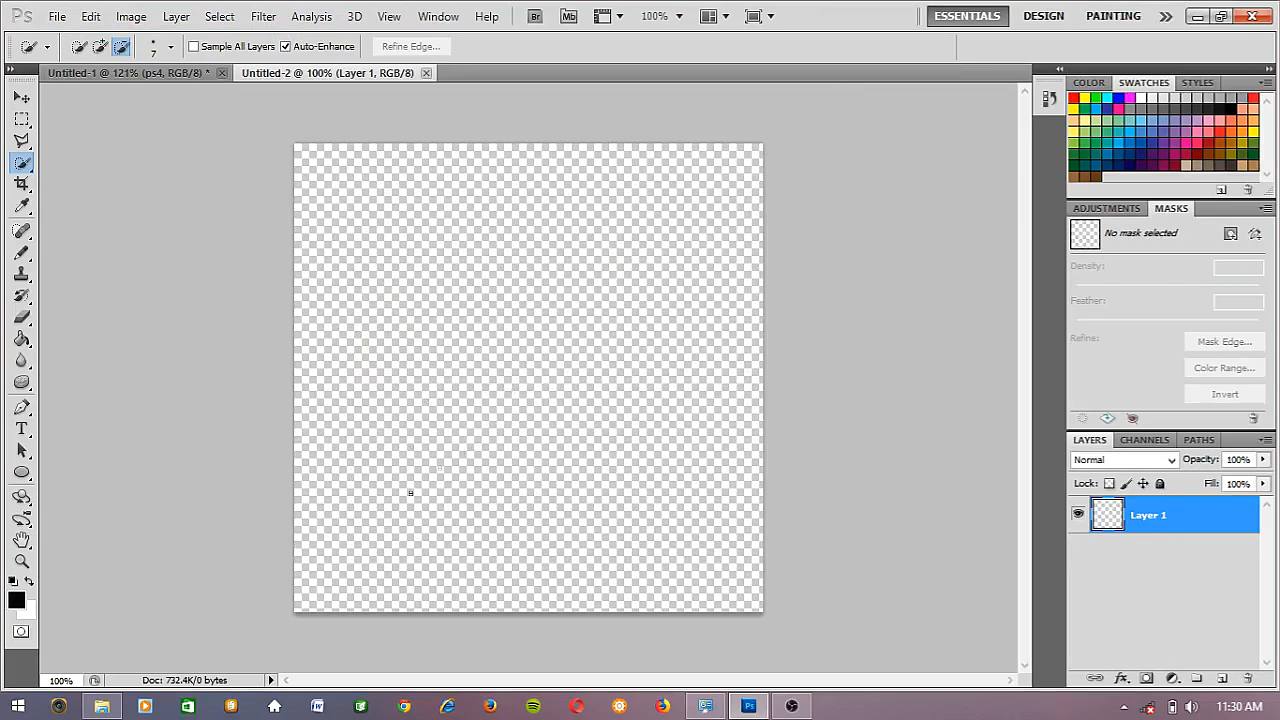 Ps File Edit Image Layer Select Filter Analysis 3D View Window Help Br Mb 100% ESSENTIALS DESIGN PAINTING
7 Sample All Layers Auto-Enhance Refine Edge...
Untitled-1 @ 121% (ps4, RGB/8) * Untitled-2 @ 100% (Layer 1, RGB/8)
COLOR SWATCHES STYLES
ADJUSTMENTS MASKS
No mask selected
Density:
Feather:
Refine: Mask Edge...
Color Range...
Invert
LAYERS CHANNELS PATHS
Normal Opacity: 100%
Lock: Fill: 100%
Layer 1
100% Doc: 732.4K/0 bytes
11:30 AM